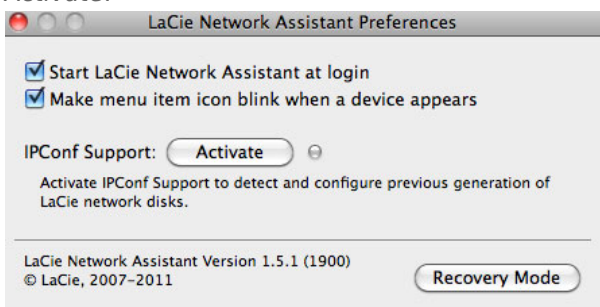 LaCie Network Assistant Preferences
Start LaCie Network Assistant at login
Make menu item icon blink when a device appears
IPConf Support: Activate
Activate IPConf Support to detect and configure previous generation of
LaCie network disks.
LaCie Network Assistant Version 1.5.1 (1900)
© LaCie, 2007-2011
Recovery Mode